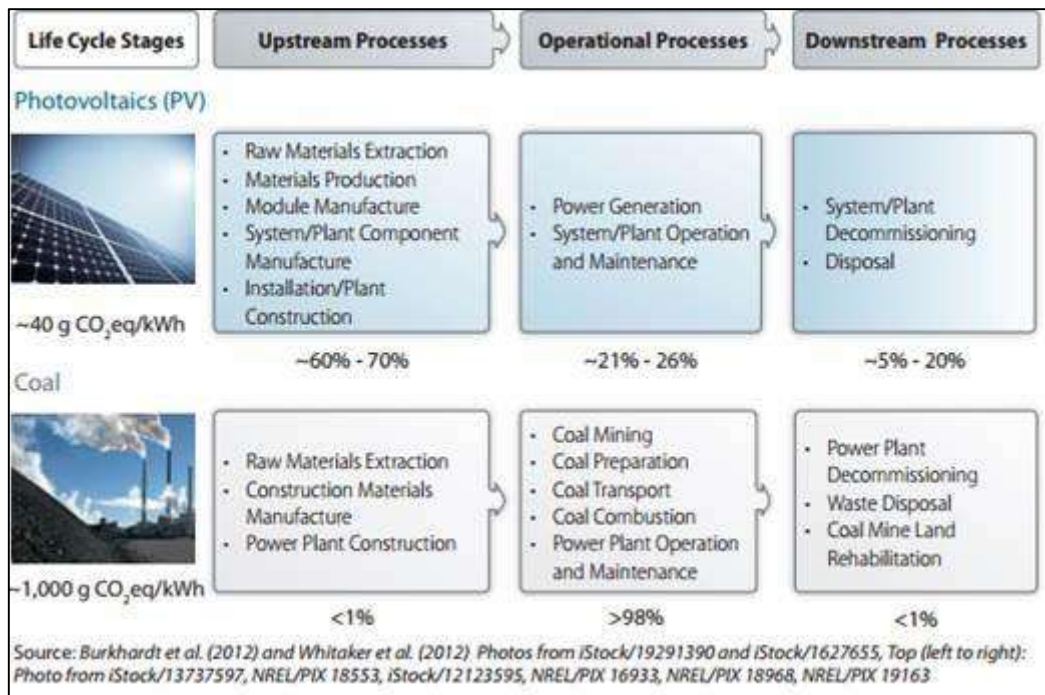 Life Cycle Stages
Upstream Processes
Operational Processes
Downstream Processes
Photovoltaics (PV)
• Raw Materials Extraction
• Materials Production
• Module Manufacture
• System/Plant Component
Manufacture
• Installation/Plant
Construction
• Power Generation
• System/Plant Operation
and Maintenance
• System/Plant
Decommissioning
• Disposal
~40 g CO₂eq/kWh
~60% - 70%
~21% - 26%
~5% - 20%
Coal
• Raw Materials Extraction
• Construction Materials
Manufacture
• Power Plant Construction
• Coal Mining
• Coal Preparation
• Coal Transport
• Coal Combustion
• Power Plant Operation
and Maintenance
• Power Plant
Decommissioning
• Waste Disposal
• Coal Mine Land
Rehabilitation
~1,000 g CO₂eq/kWh
<1%
>98%
<1%
Source: Burkhardt et al. (2012) and Whitaker et al. (2012) Photos from iStock/19291390 and iStock/1627655, Top (left to right):
Photo from iStock/13737597, NREL/PIX 18553, iStock/12123595, NREL/PIX 16933, NREL/PIX 18968, NREL/PIX 19163